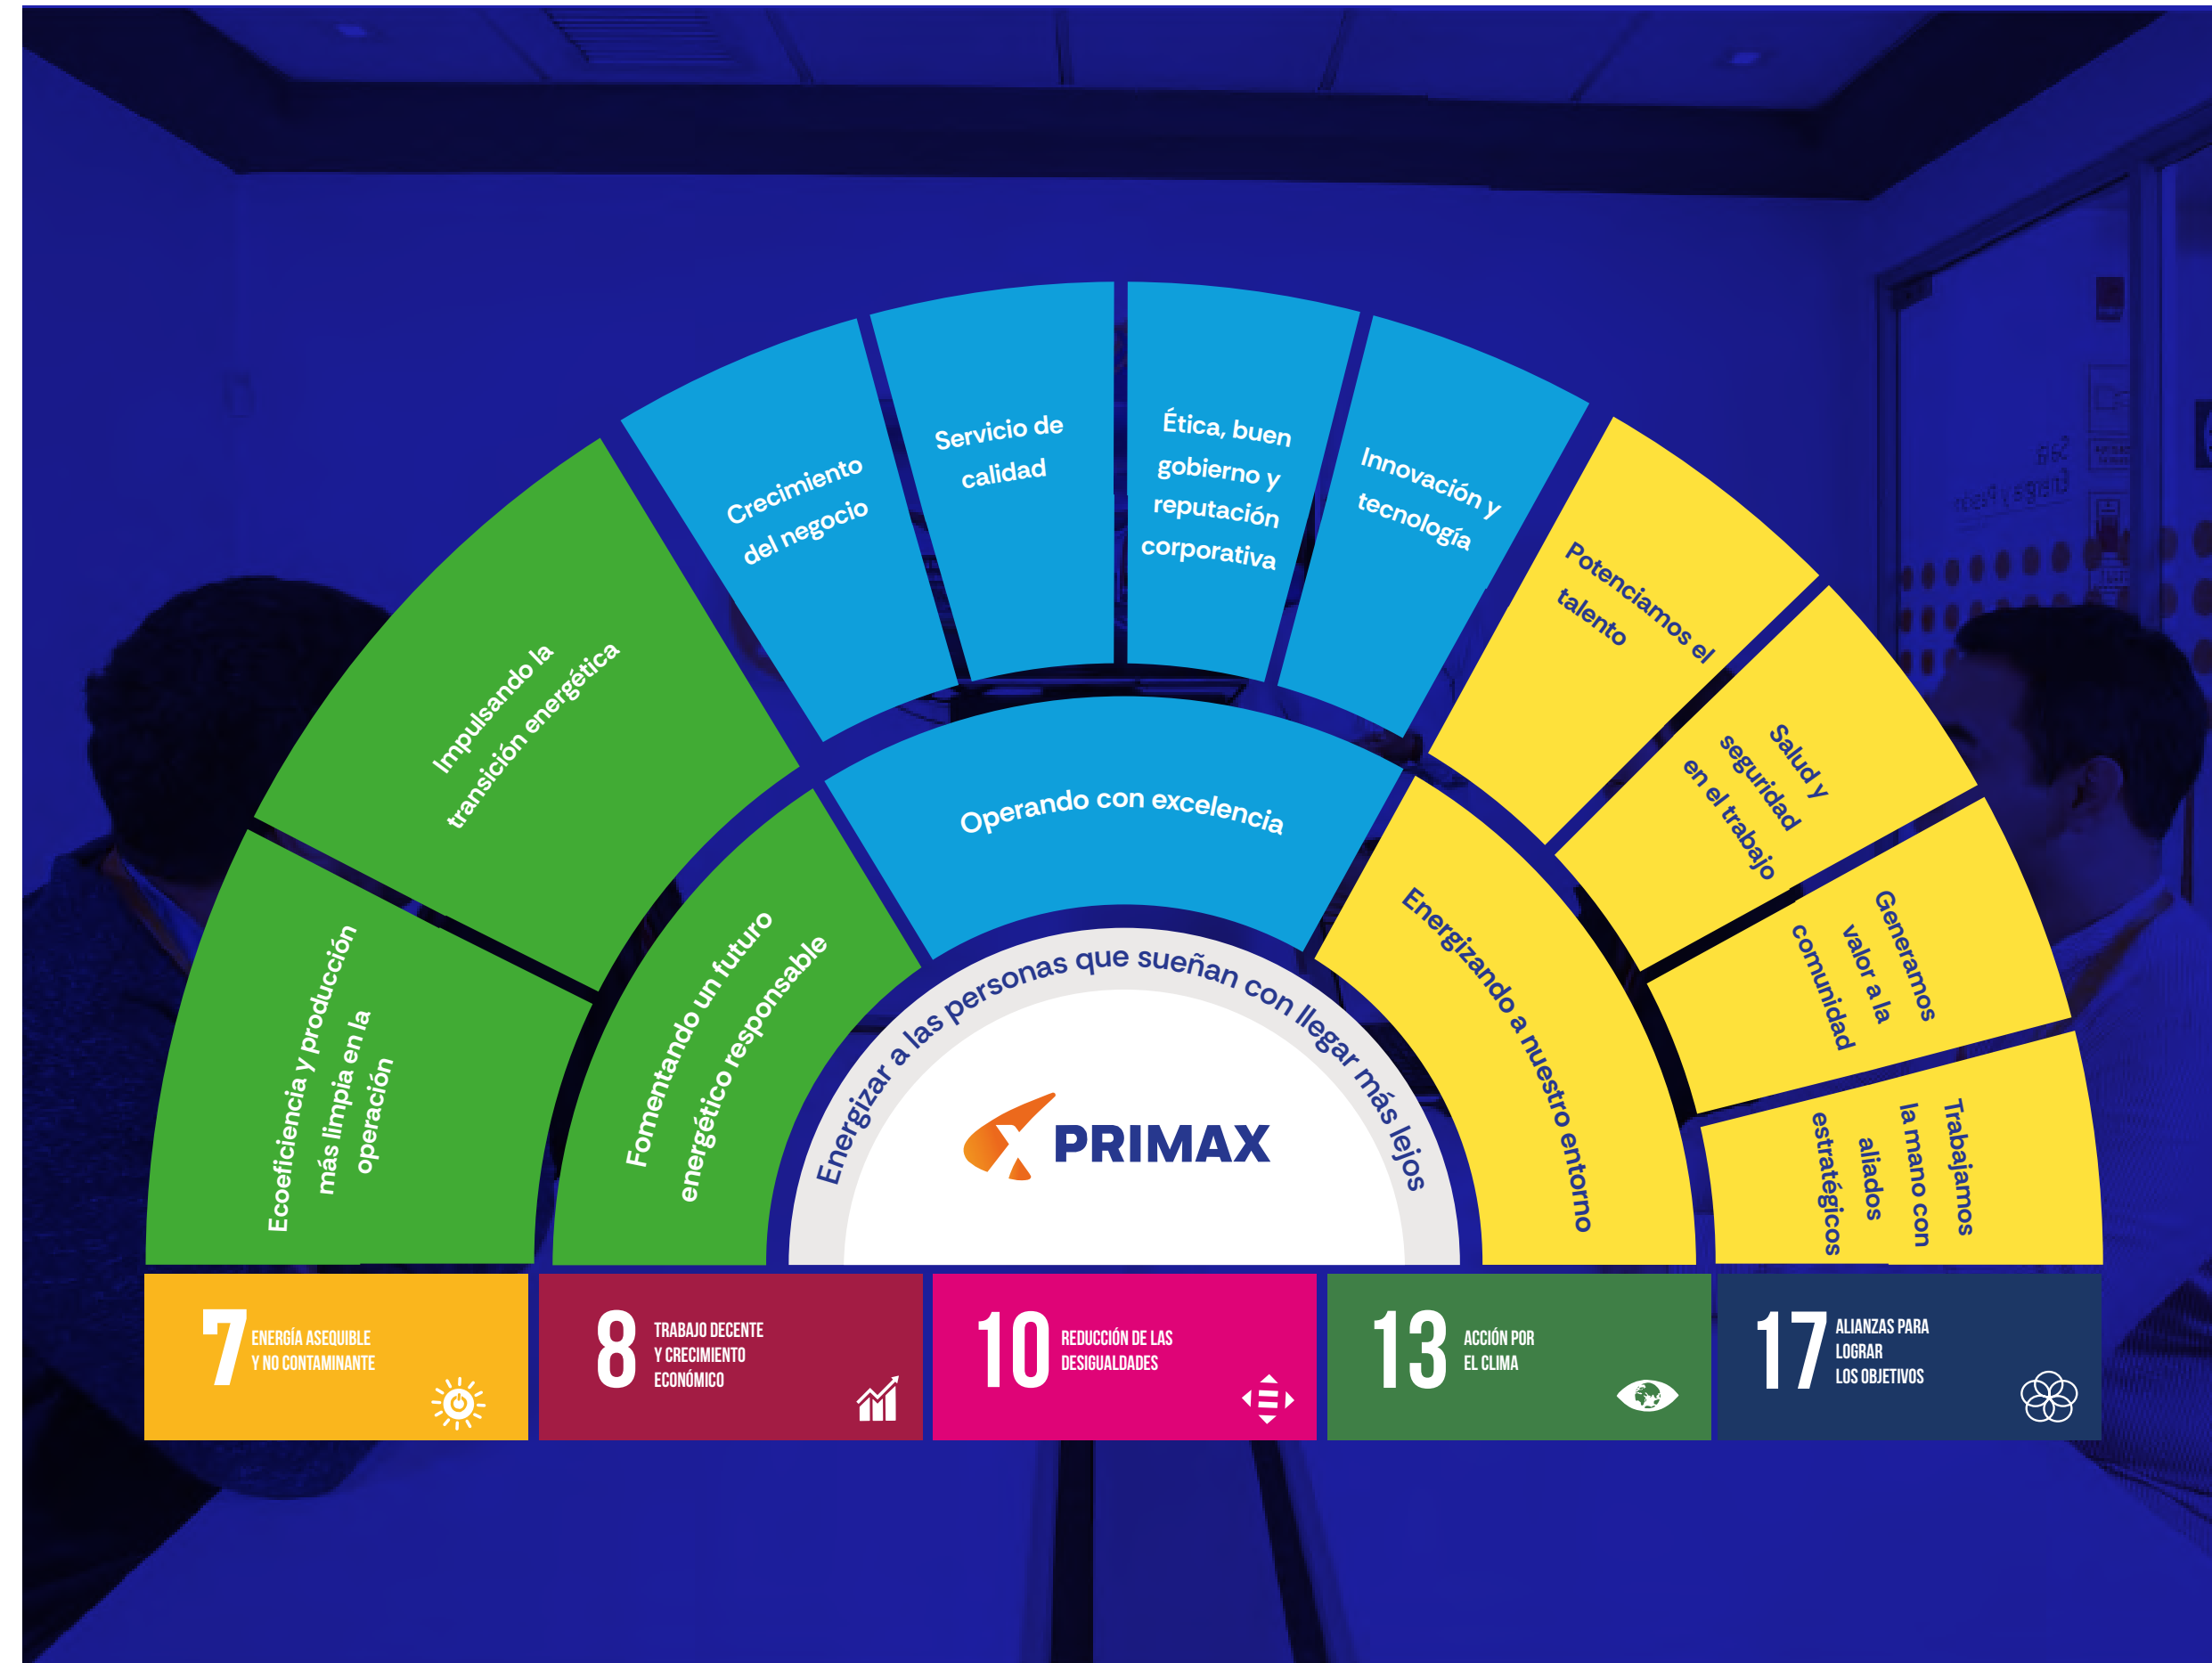 Crecimiento
del negocio
Servicio de
calidad
Ética, buen
gobierno y
reputación
corporativa
Innovación y
tecnología
Impulsando la
transición energética
Ecoeficiencia y producción
más limpia en la
operación
Potenciamos el
talento
Salud y
seguridad
en el trabajo
Generamos
valor a la
comunidad
Trabajamos
la mano con
aliados
estratégicos
Fomentando un futuro
energético responsable
Operando con excelencia
Energizando a nuestro entorno
Energizar a las personas que sueñan con llegar más lejos
PRIMAX
7
ENERGÍA ASEQUIBLE
Y NO CONTAMINANTE
8
TRABAJO DECENTE
Y CRECIMIENTO
ECONÓMICO
10
REDUCCIÓN DE LAS
DESIGUALDADES
13
ACCIÓN POR
EL CLIMA
17
ALIANZAS PARA
LOGRAR
LOS OBJETIVOS